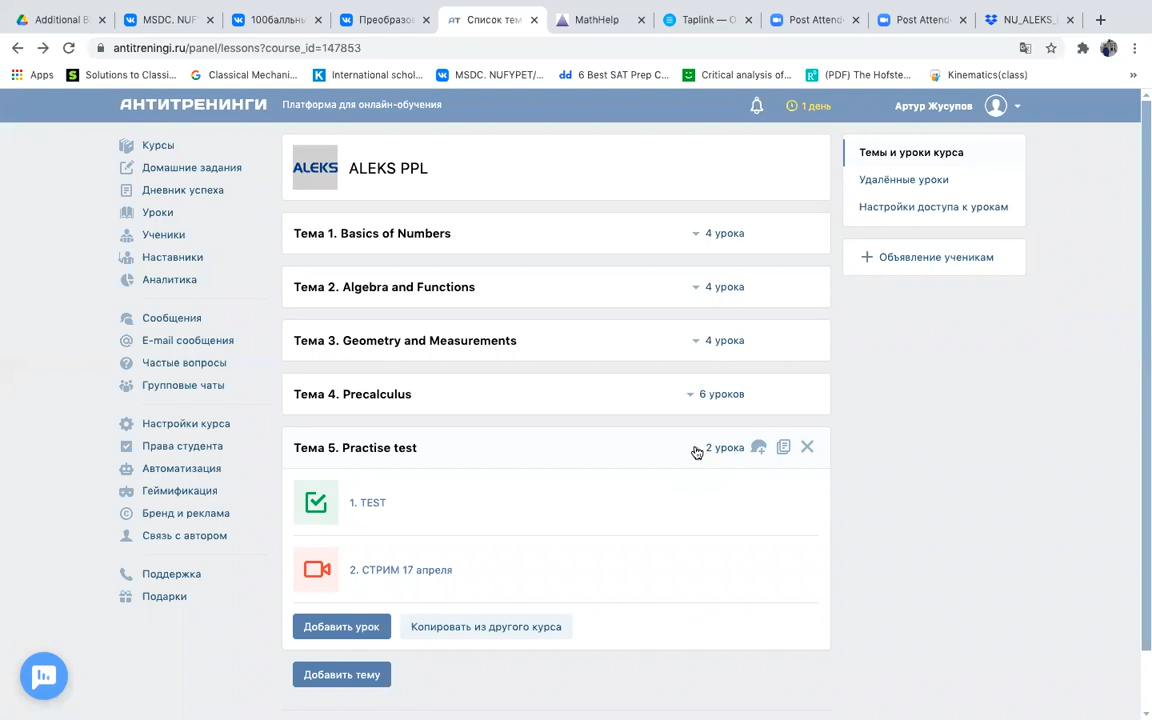 Additional B
MSDC. NUF
100балльны
Преобразов
Список тем
MathHelp
Taplink — О
Post Attend
Post Attend
NU_ALEKS_
antitreningi.ru/panel/lessons?course_id=147853
Apps
Solutions to Classi...
Classical Mechani...
International schol...
MSDC. NUFYPET/...
6 Best SAT Prep C...
Critical analysis of...
(PDF) The Hofste...
Kinematics(class)
»
АНТИТРЕНИНГИ
Платформа для онлайн-обучения
1 день
Артур Жусупов
Курсы
Домашние задания
Дневник успеха
Уроки
Ученики
Наставники
Аналитика
Сообщения
E-mail сообщения
Частые вопросы
Групповые чаты
Настройки курса
Права студента
Автоматизация
Геймификация
Бренд и реклама
Связь с автором
Поддержка
Подарки
ALEKS
ALEKS PPL
Тема 1. Basics of Numbers
4 урока
Тема 2. Algebra and Functions
4 урока
Тема 3. Geometry and Measurements
4 урока
Тема 4. Precalculus
6 уроков
Тема 5. Practise test
2 урока
1. TEST
2. СТРИМ 17 апреля
Добавить урок
Копировать из другого курса
Добавить тему
Темы и уроки курса
Удалённые уроки
Настройки доступа к урокам
Объявление ученикам